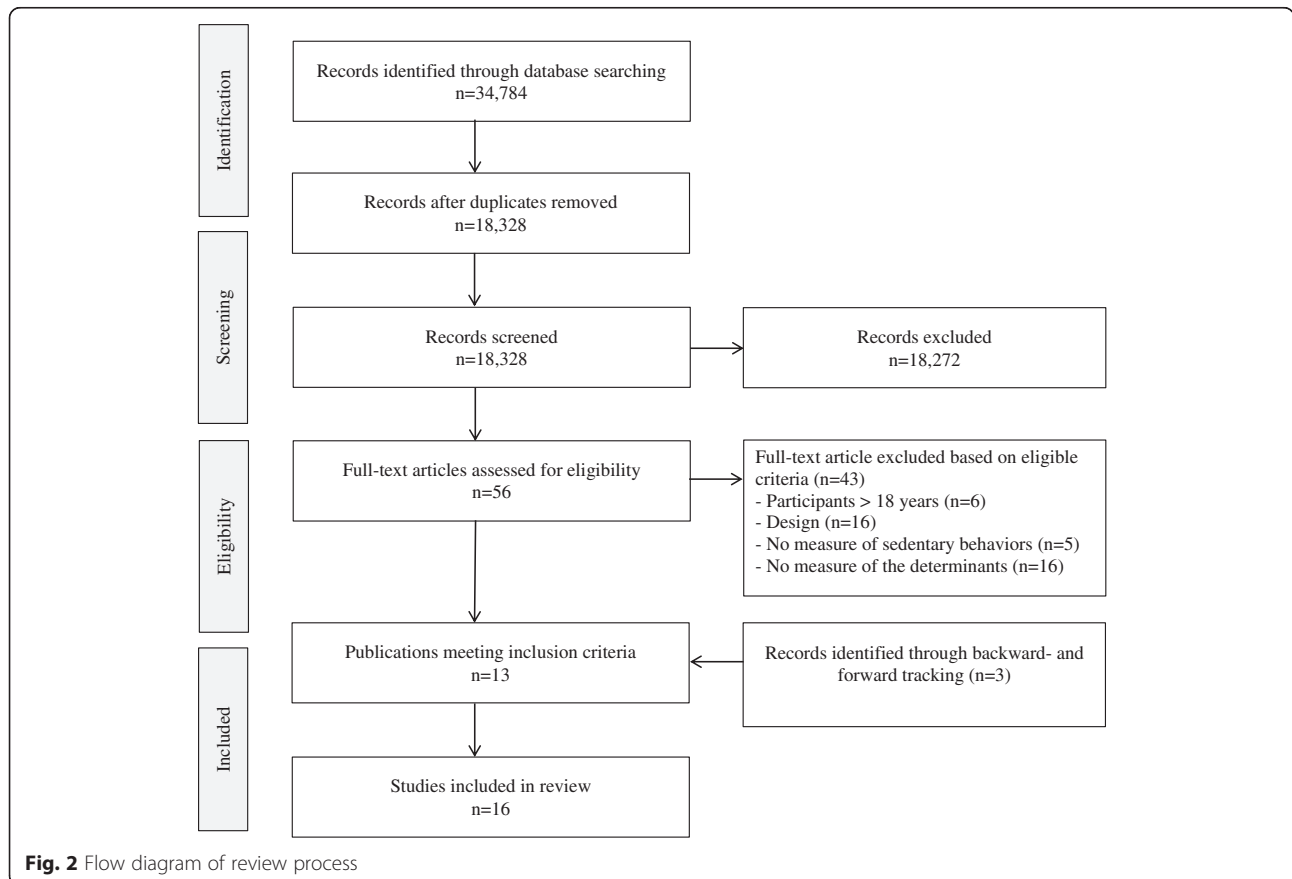 Identification
Records identified through database searching
n=34,784
Records after duplicates removed
n=18,328
Screening
Records screened
n=18,328
Records excluded
n=18,272
Eligibility
Full-text articles assessed for eligibility
n=56
Full-text article excluded based on eligible
criteria (n=43)
- Participants > 18 years (n=6)
- Design (n=16)
- No measure of sedentary behaviors (n=5)
- No measure of the determinants (n=16)
Included
Publications meeting inclusion criteria
n=13
Records identified through backward- and
forward tracking (n=3)
Studies included in review
n=16
Fig. 2 Flow diagram of review process